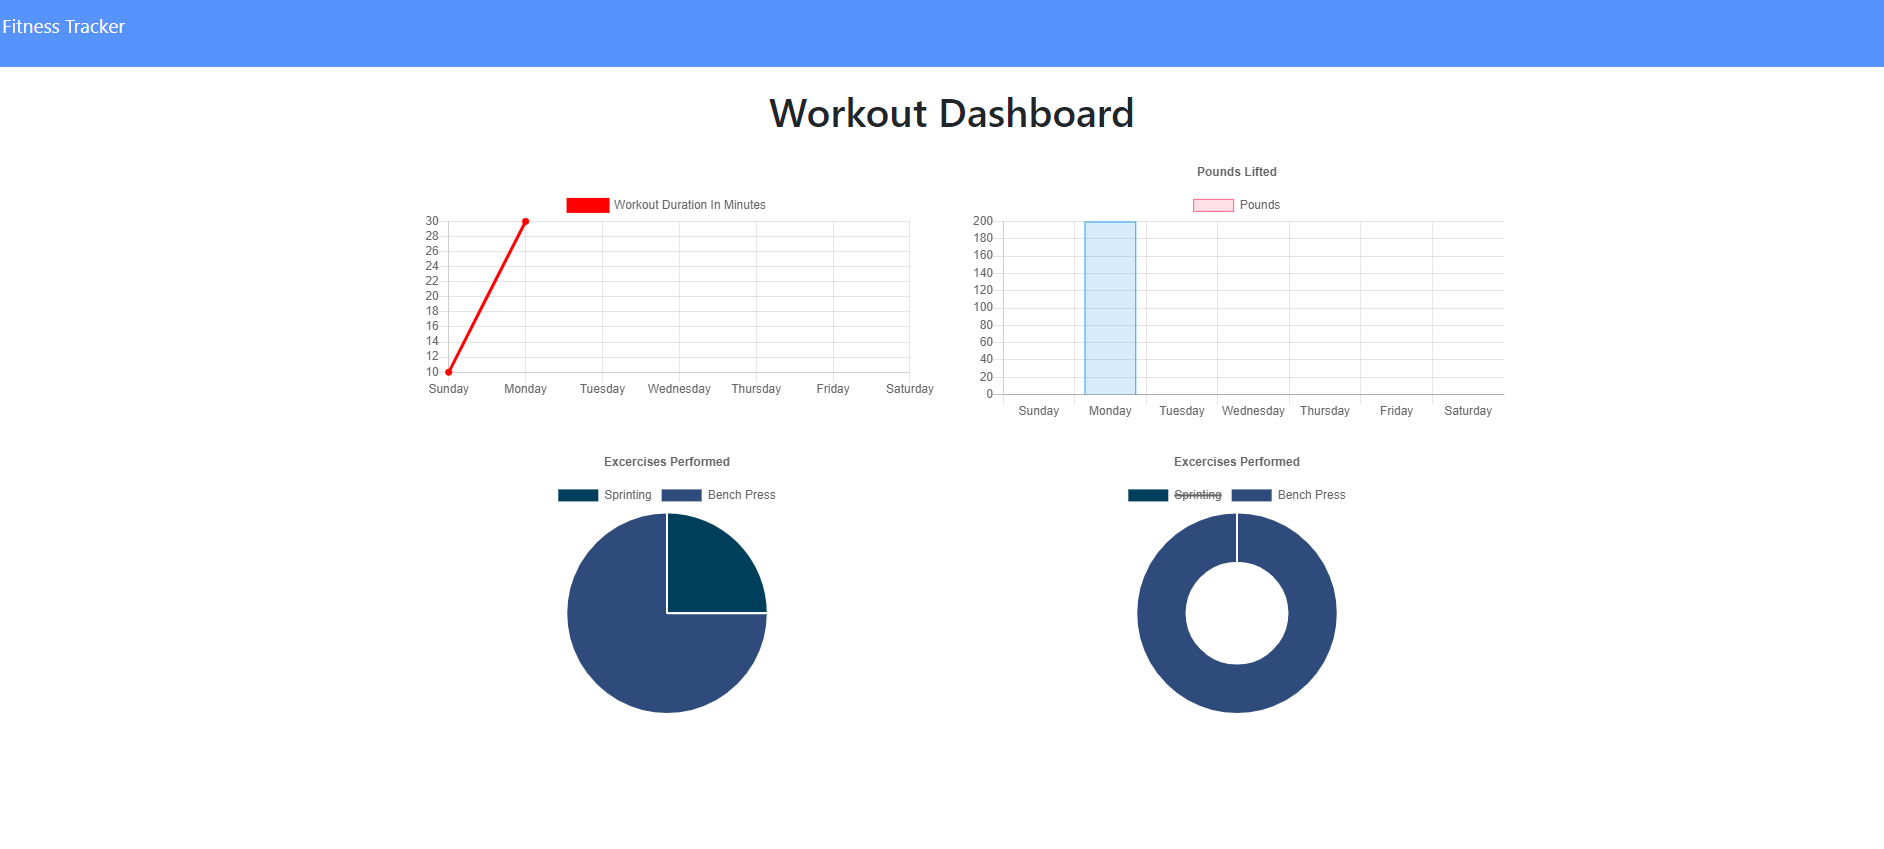 Fitness Tracker
Workout Dashboard
Workout Duration In Minutes
30
28
26
24
22
20
18
16
14
12
10
Sunday Monday Tuesday Wednesday Thursday Friday Saturday
Pounds Lifted
Pounds
200
180
160
140
120
100
80
60
40
20
0
Sunday Monday Tuesday Wednesday Thursday Friday Saturday
Excercises Performed
Sprinting Bench Press
Excercises Performed
Sprinting Bench Press